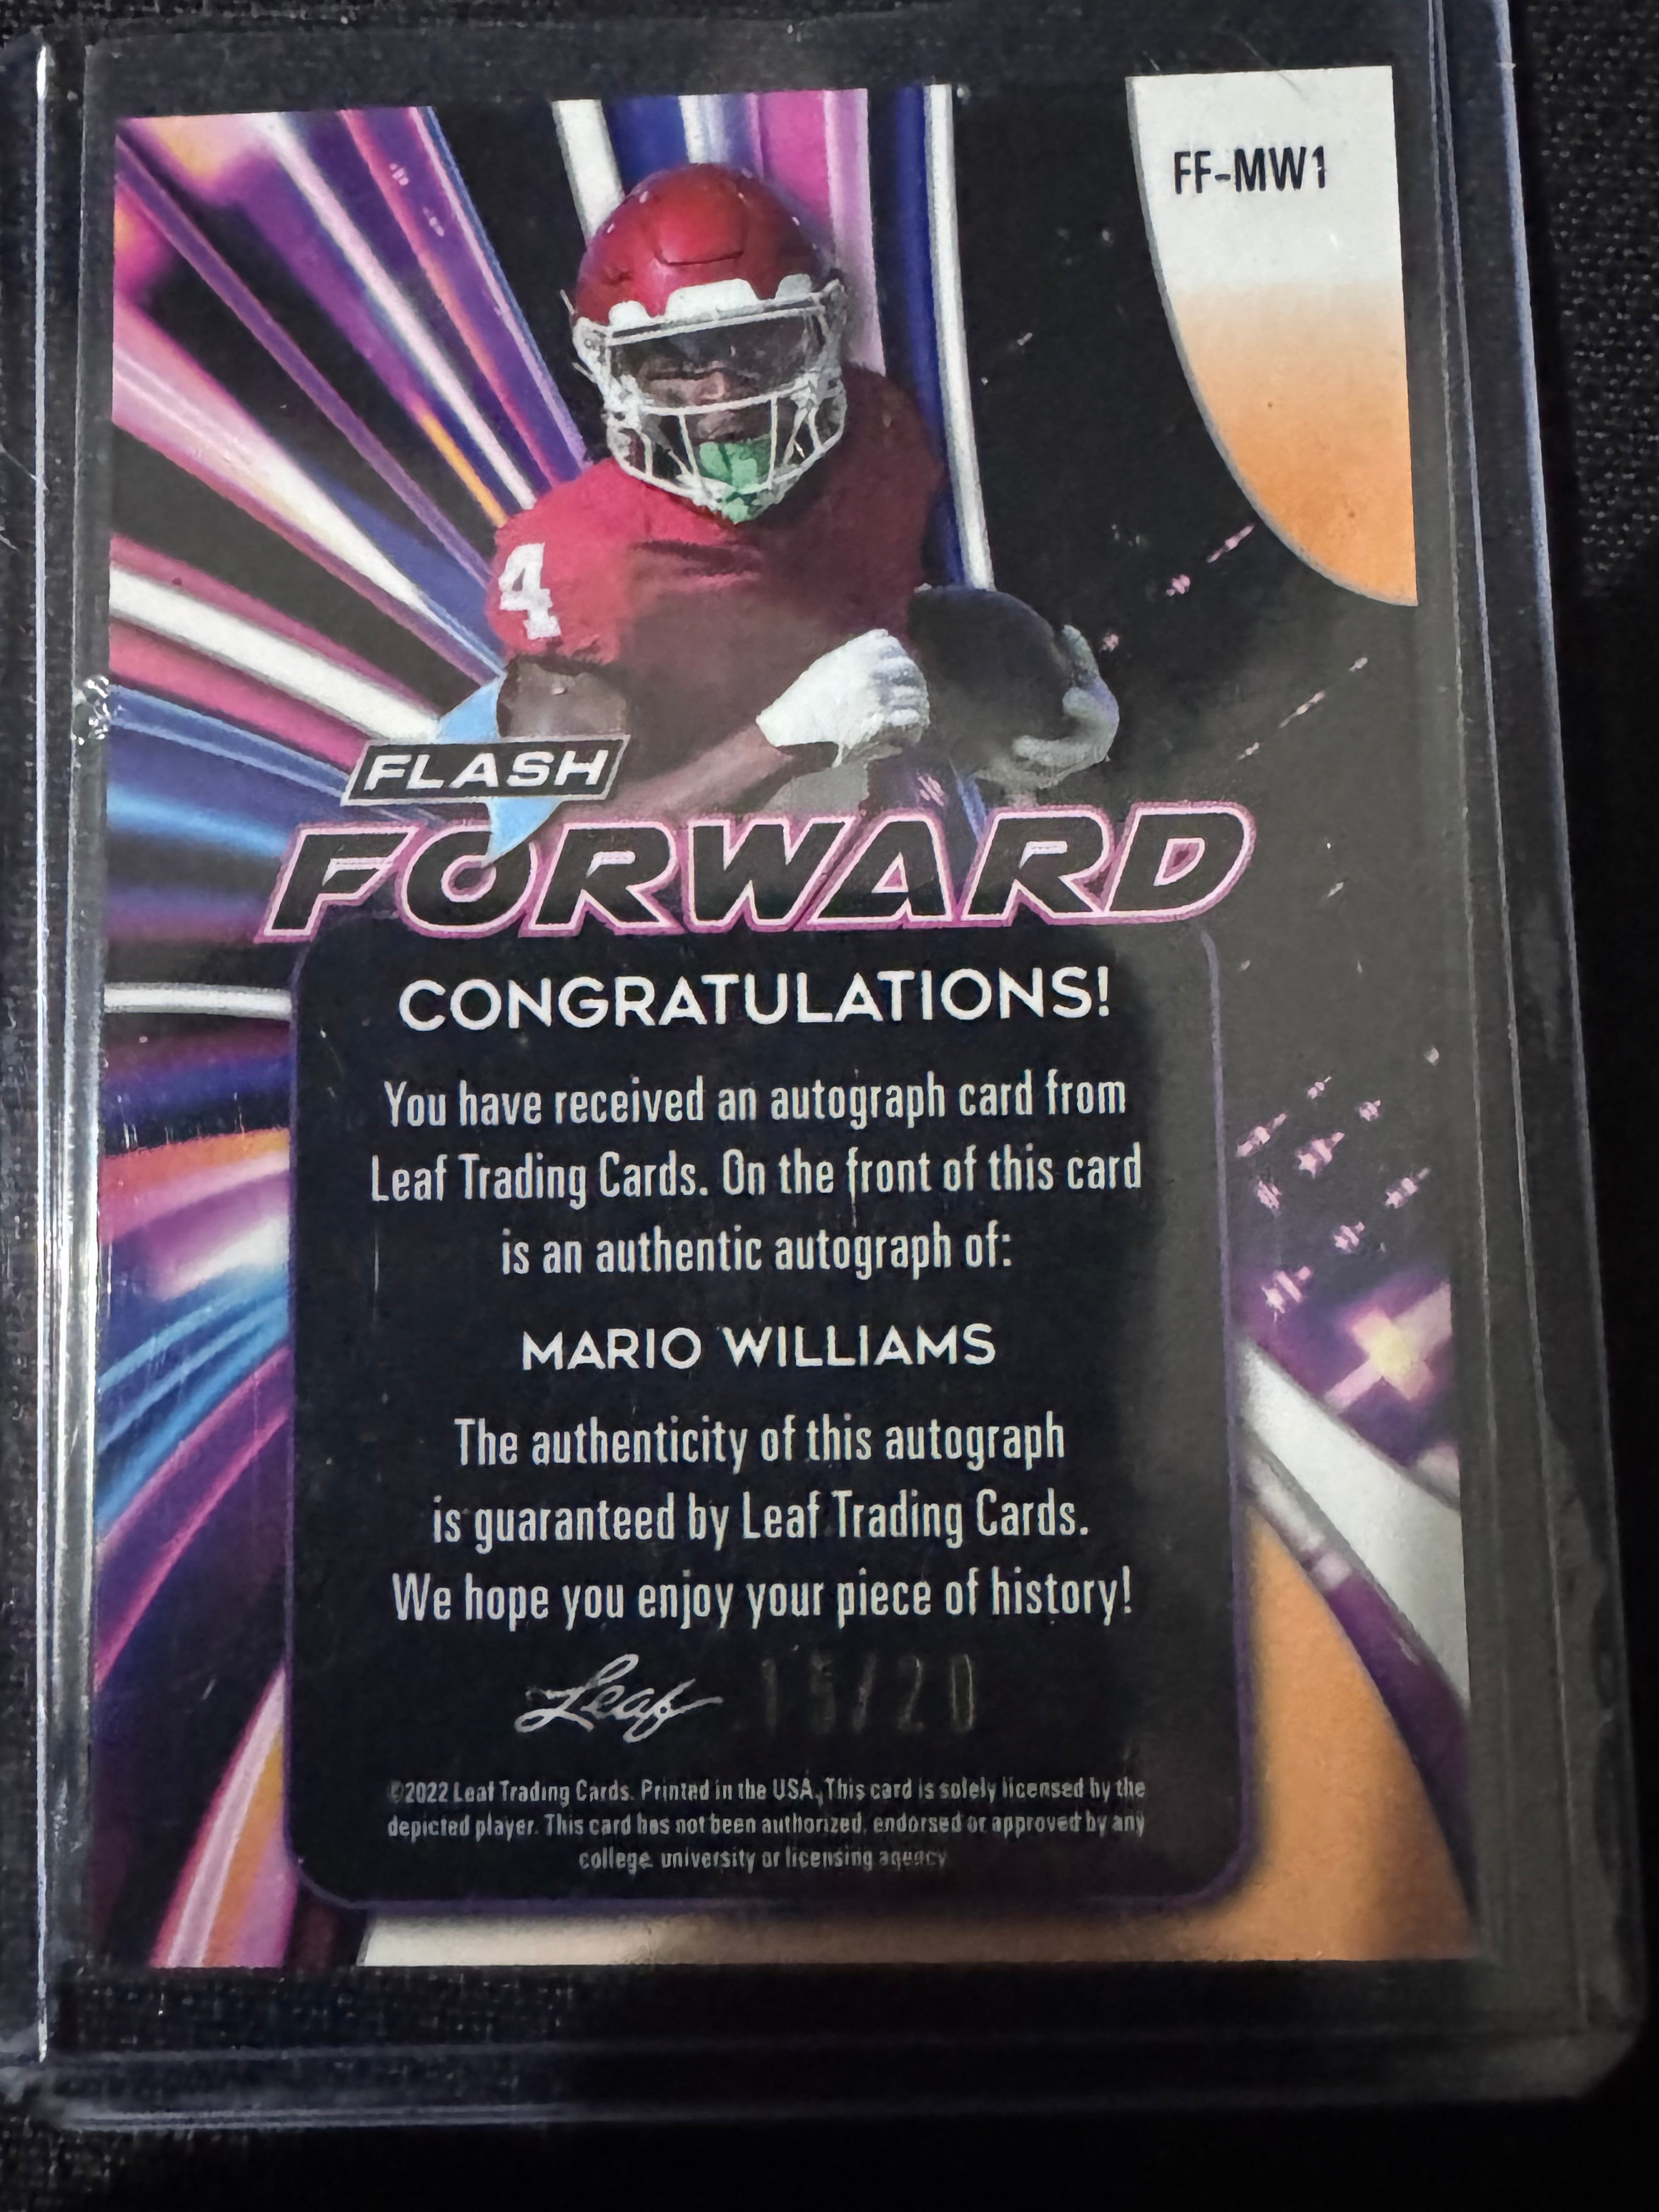 FF-MW1
4
FLASH
FORWARD
CONGRATULATIONS!
You have received an autograph card from
Leaf Trading Cards. On the front of this card
is an authentic autograph of:
MARIO WILLIAMS
The authenticity of this autograph
is guaranteed by Leaf Trading Cards.
We hope you enjoy your piece of history!
Leaf 15/20
©2022 Leaf Trading Cards. Printed in the USA. This card is solely licensed by the
depicted player. This card has not been authorized, endorsed or approved by any
college university or licensing agency